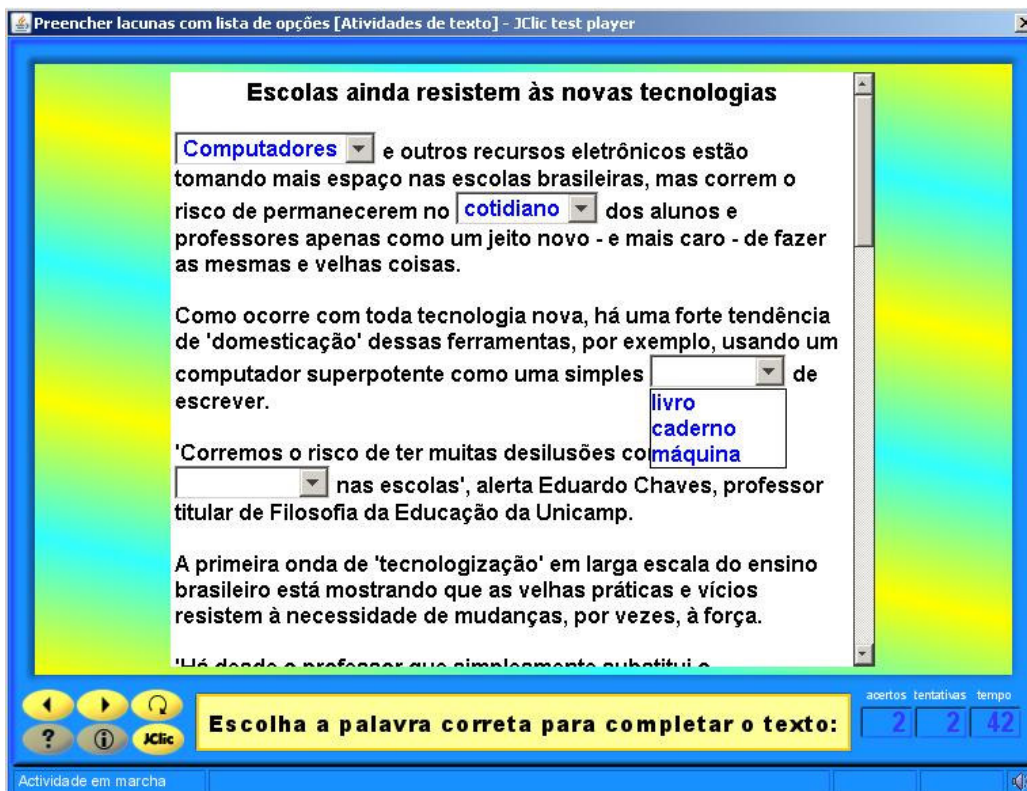 Preencher lacunas com lista de opções [Atividades de texto] - JClic test player
Escolas ainda resistem às novas tecnologias
Computadores e outros recursos eletrônicos estão
tomando mais espaço nas escolas brasileiras, mas correm o
risco de permanecerem no cotidiano dos alunos e
professores apenas como um jeito novo - e mais caro - de fazer
as mesmas e velhas coisas.
Como ocorre com toda tecnologia nova, há uma forte tendência
de 'domesticação' dessas ferramentas, por exemplo, usando um
computador superpotente como uma simples de
escrever.
livro
caderno
máquina
'Corremos o risco de ter muitas desilusões
nas escolas', alerta Eduardo Chaves, professor
titular de Filosofia da Educação da Unicamp.
A primeira onda de 'tecnologização' em larga escala do ensino
brasileiro está mostrando que as velhas práticas e vícios
resistem à necessidade de mudanças, por vezes, à força.
'Há desde o professor que simplesmente substitui o
? i JClic
Escolha a palavra correta para completar o texto:
acertos tentativas tempo
2 2 42
Actividade em marcha